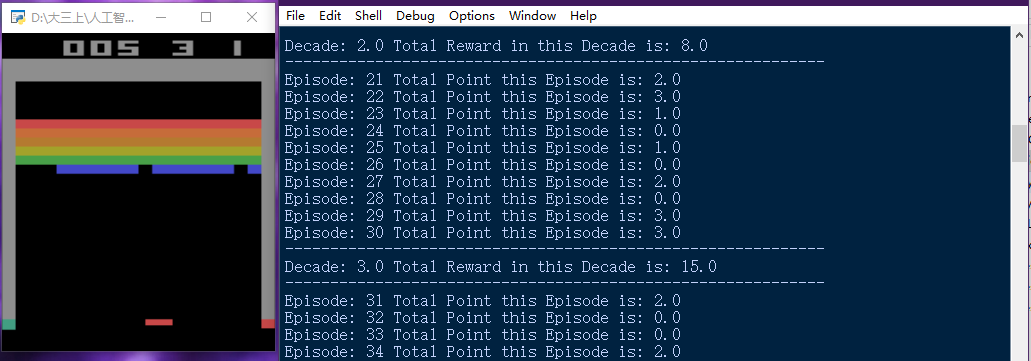 D:\大三上\人工智...
005 3 1
File Edit Shell Debug Options Window Help
Decade: 2.0 Total Reward in this Decade is: 8.0
------------------------------------------------------------
Episode: 21 Total Point this Episode is: 2.0
Episode: 22 Total Point this Episode is: 3.0
Episode: 23 Total Point this Episode is: 1.0
Episode: 24 Total Point this Episode is: 0.0
Episode: 25 Total Point this Episode is: 1.0
Episode: 26 Total Point this Episode is: 0.0
Episode: 27 Total Point this Episode is: 2.0
Episode: 28 Total Point this Episode is: 0.0
Episode: 29 Total Point this Episode is: 3.0
Episode: 30 Total Point this Episode is: 3.0
------------------------------------------------------------
Decade: 3.0 Total Reward in this Decade is: 15.0
------------------------------------------------------------
Episode: 31 Total Point this Episode is: 2.0
Episode: 32 Total Point this Episode is: 0.0
Episode: 33 Total Point this Episode is: 0.0
Episode: 34 Total Point this Episode is: 2.0